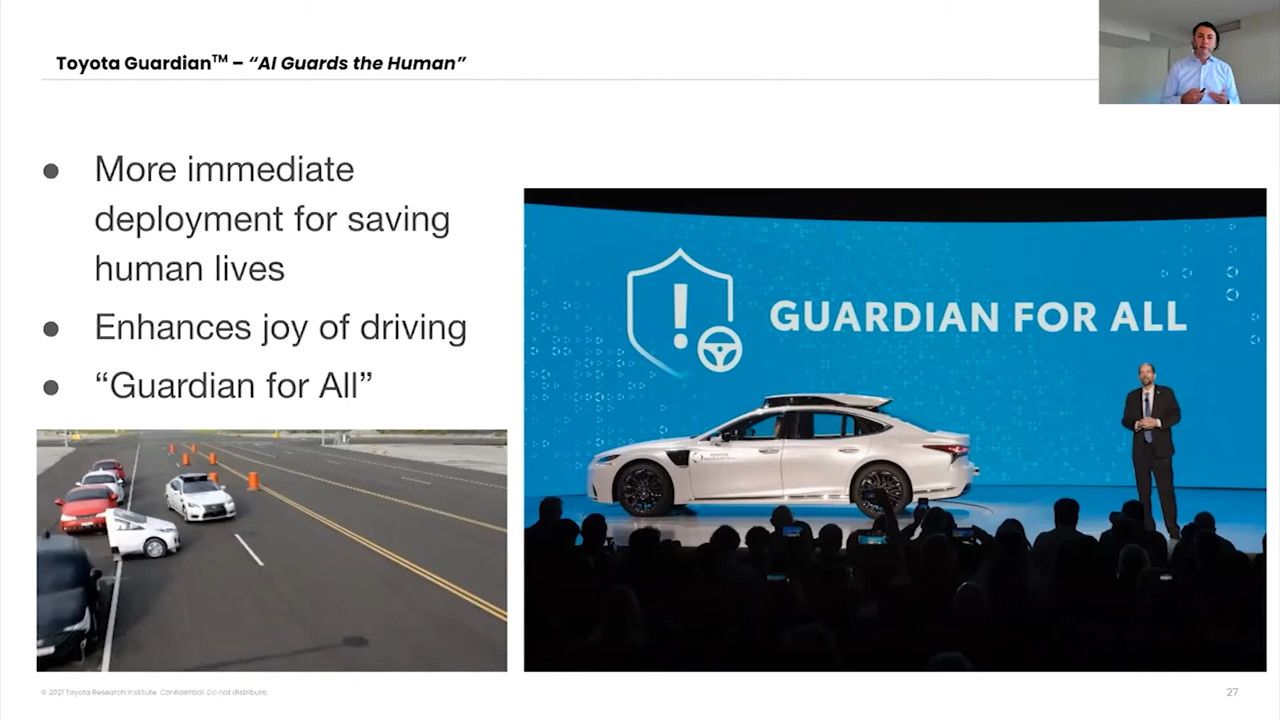 Toyota Guardian™ – “AI Guards the Human”
● More immediate
deployment for saving
human lives
● Enhances joy of driving
● “Guardian for All”
GUARDIAN FOR ALL
© 2021 Toyota Research Institute. Confidential. Do not distribute.
27